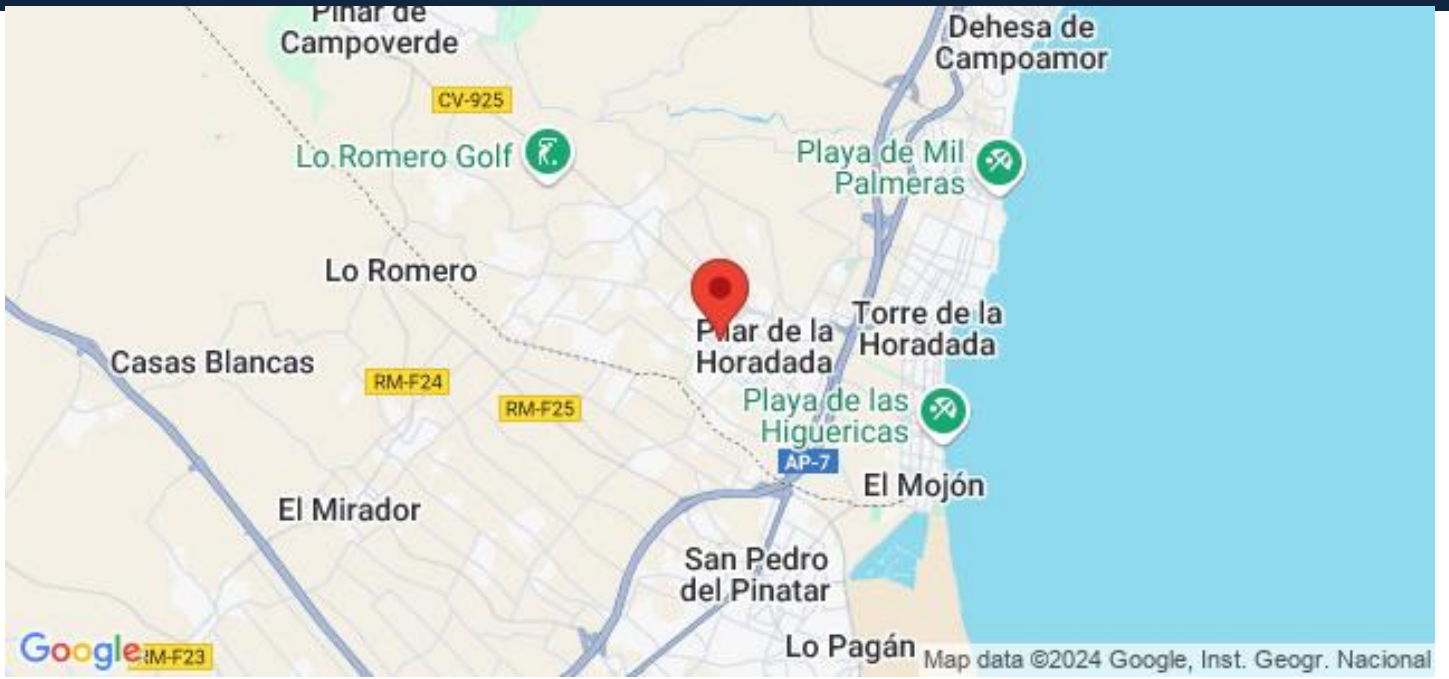 Pinar de
Campoverde
Dehesa de
Campoamor
CV-925
Lo Romero Golf
Playa de Mil
Palmeras
Lo Romero
Pilar de la
Horadada
Torre de la
Horadada
Casas Blancas
RM-F24
RM-F25
Playa de las
Higuericas
AP-7
El Mojón
El Mirador
San Pedro
del Pinatar
Lo Pagán
Google
RM-F23
Map data ©2024 Google, Inst. Geogr. Nacional